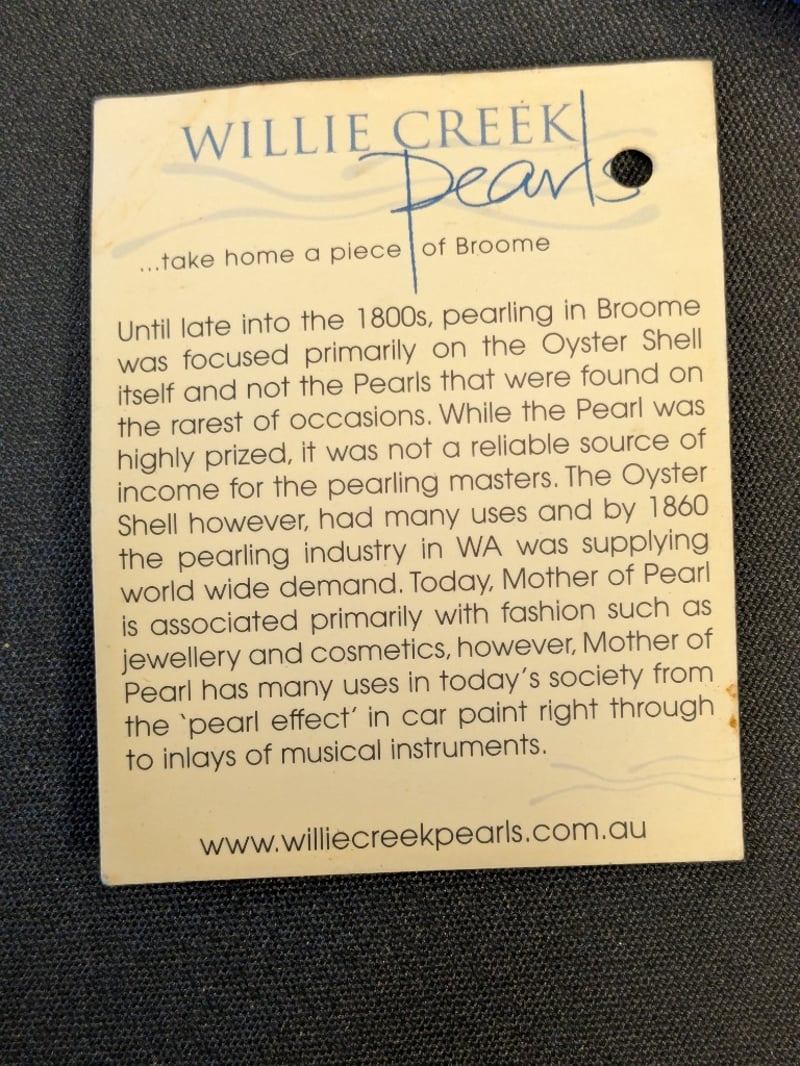 WILLIE CREEK
pearls
...take home a piece of Broome
Until late into the 1800s, pearling in Broome
was focused primarily on the Oyster Shell
itself and not the Pearls that were found on
the rarest of occasions. While the Pearl was
highly prized, it was not a reliable source of
income for the pearling masters. The Oyster
Shell however, had many uses and by 1860
the pearling industry in WA was supplying
world wide demand. Today, Mother of Pearl
is associated primarily with fashion such as
jewellery and cosmetics, however, Mother of
Pearl has many uses in today's society from
the ‘pearl effect’ in car paint right through
to inlays of musical instruments.
www.williecreekpearls.com.au